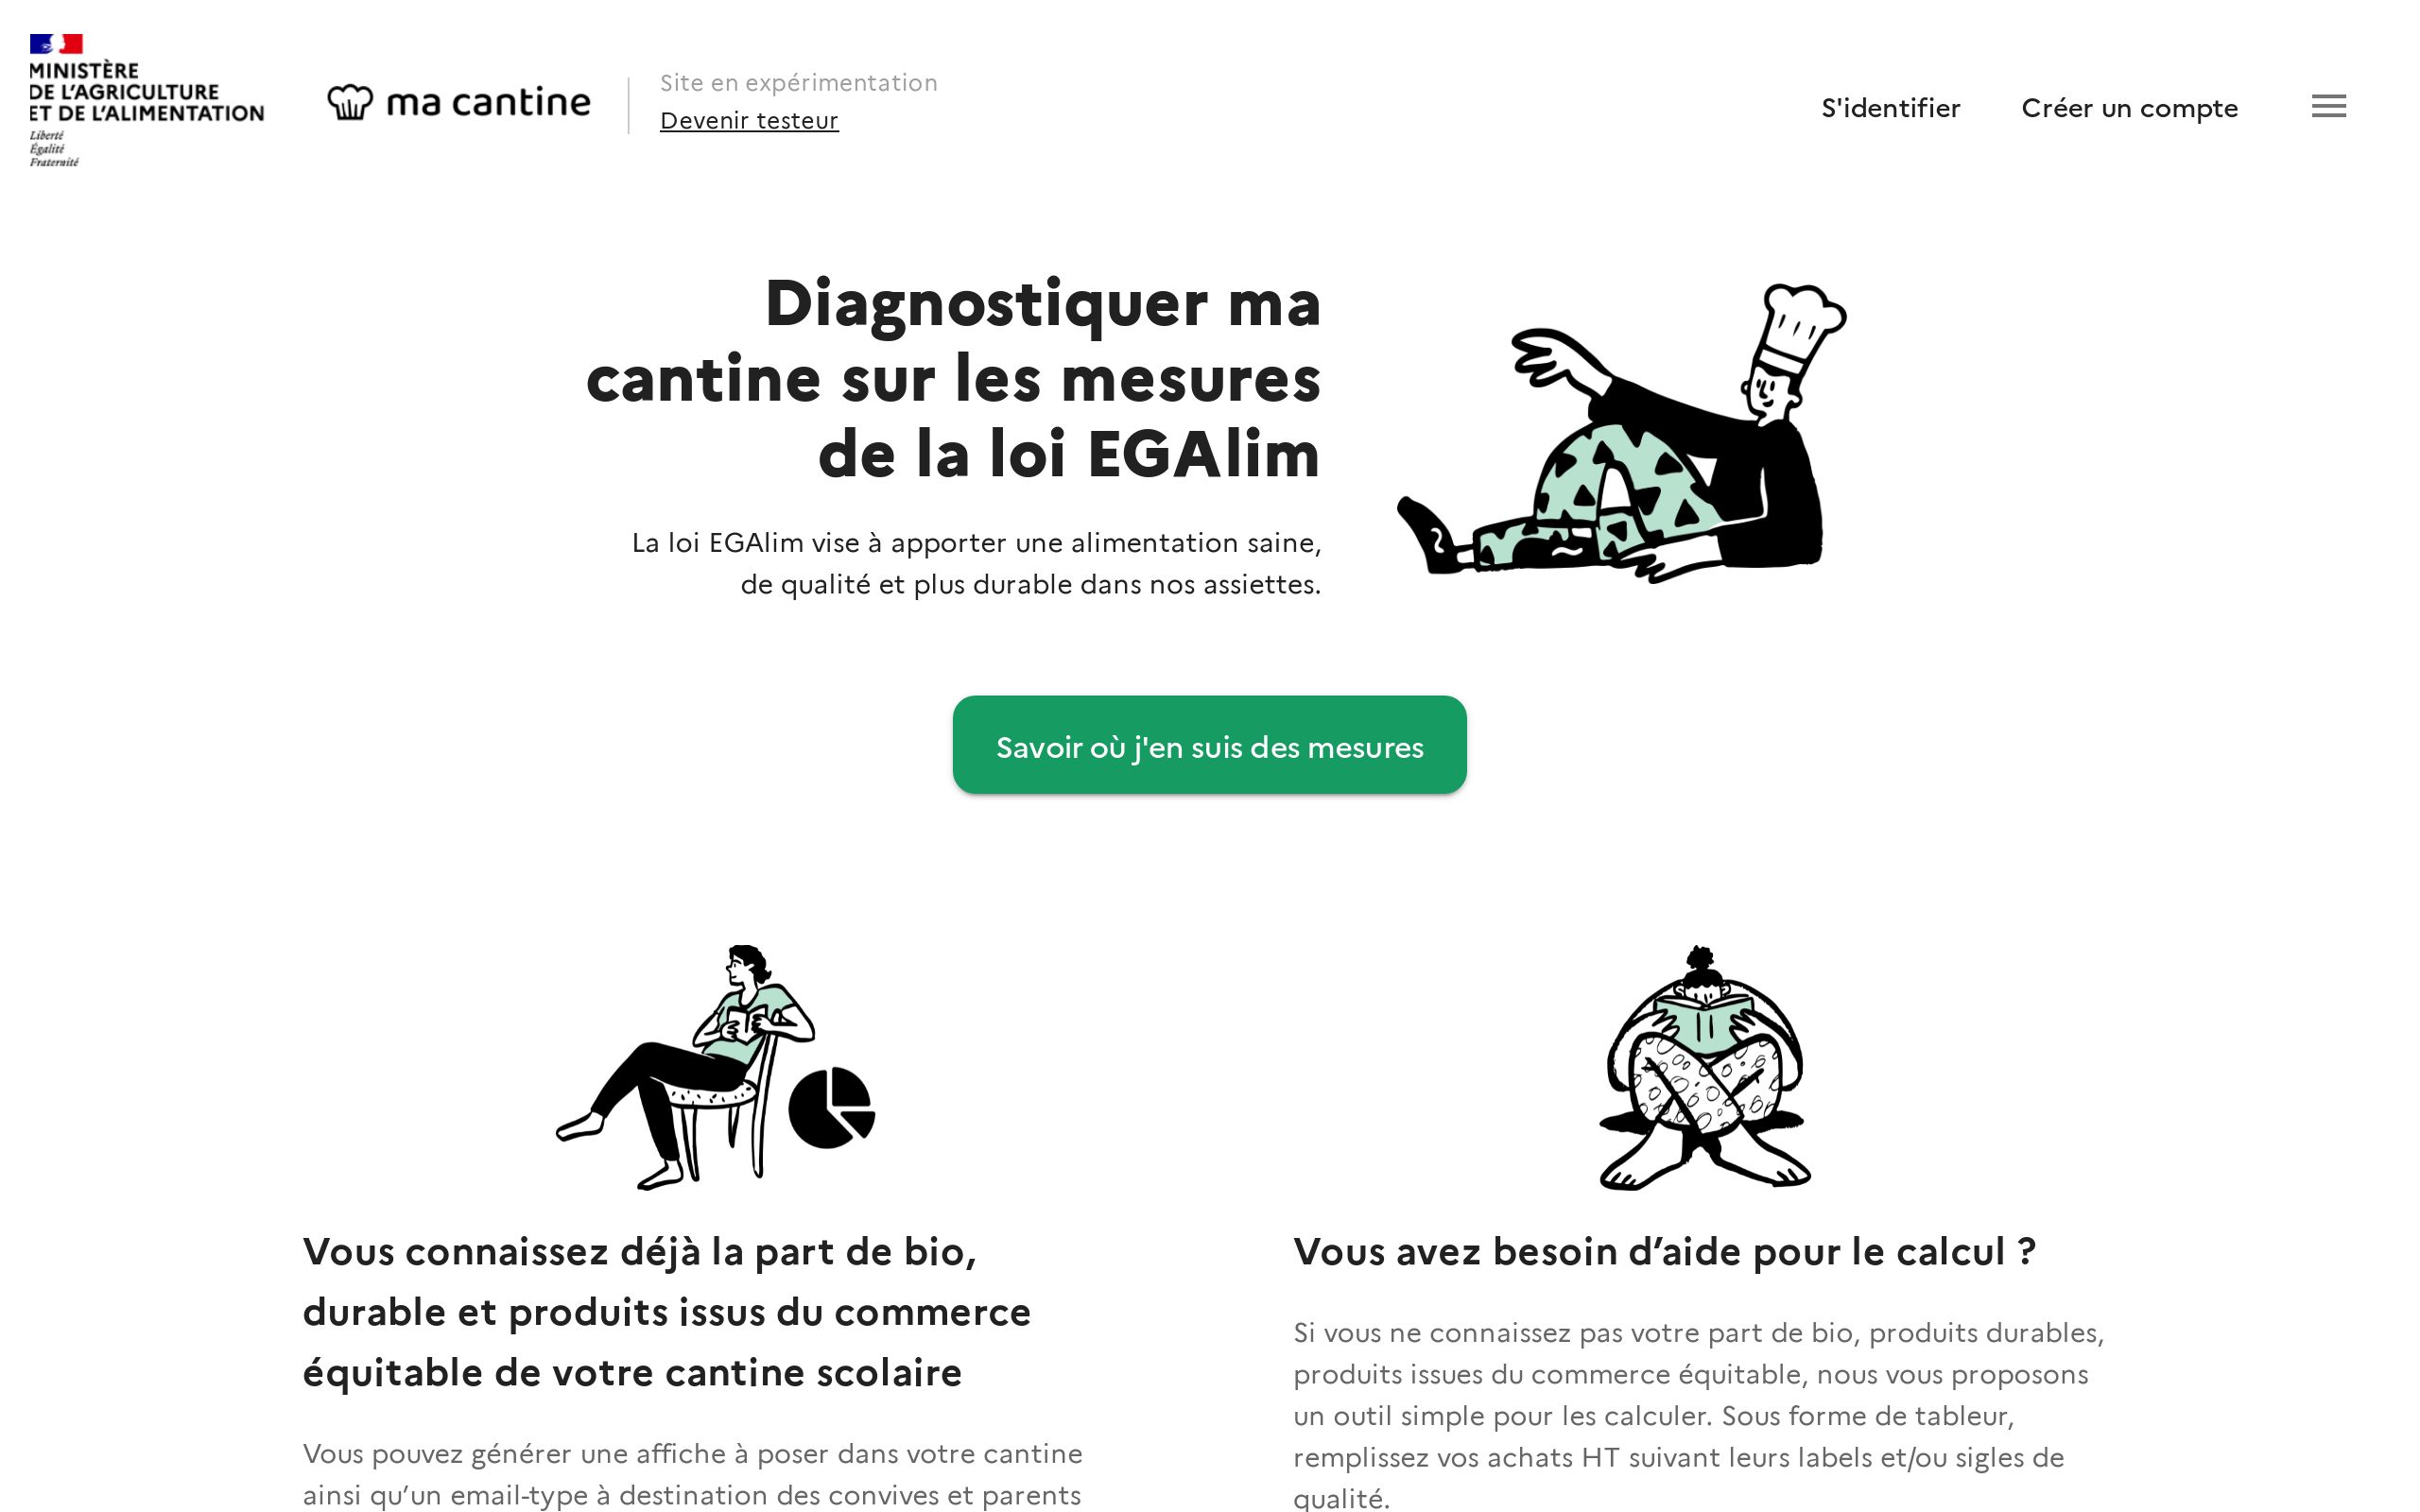 MINISTÈRE
DE L'AGRICULTURE
ET DE L'ALIMENTATION
Liberté
Égalité
Fraternité
ma cantine
Site en expérimentation
Devenir testeur
S'identifier
Créer un compte
Diagnostiquer ma
cantine sur les mesures
de la loi EGAlim
La loi EGAlim vise à apporter une alimentation saine,
de qualité et plus durable dans nos assiettes.
Savoir où j'en suis des mesures
Vous connaissez déjà la part de bio,
durable et produits issus du commerce
équitable de votre cantine scolaire
Vous pouvez générer une affiche à poser dans votre cantine
ainsi qu’un email-type à destination des convives et parents
Vous avez besoin d’aide pour le calcul ?
Si vous ne connaissez pas votre part de bio, produits durables,
produits issues du commerce équitable, nous vous proposons
un outil simple pour les calculer. Sous forme de tableur,
remplissez vos achats HT suivant leurs labels et/ou sigles de
qualité.